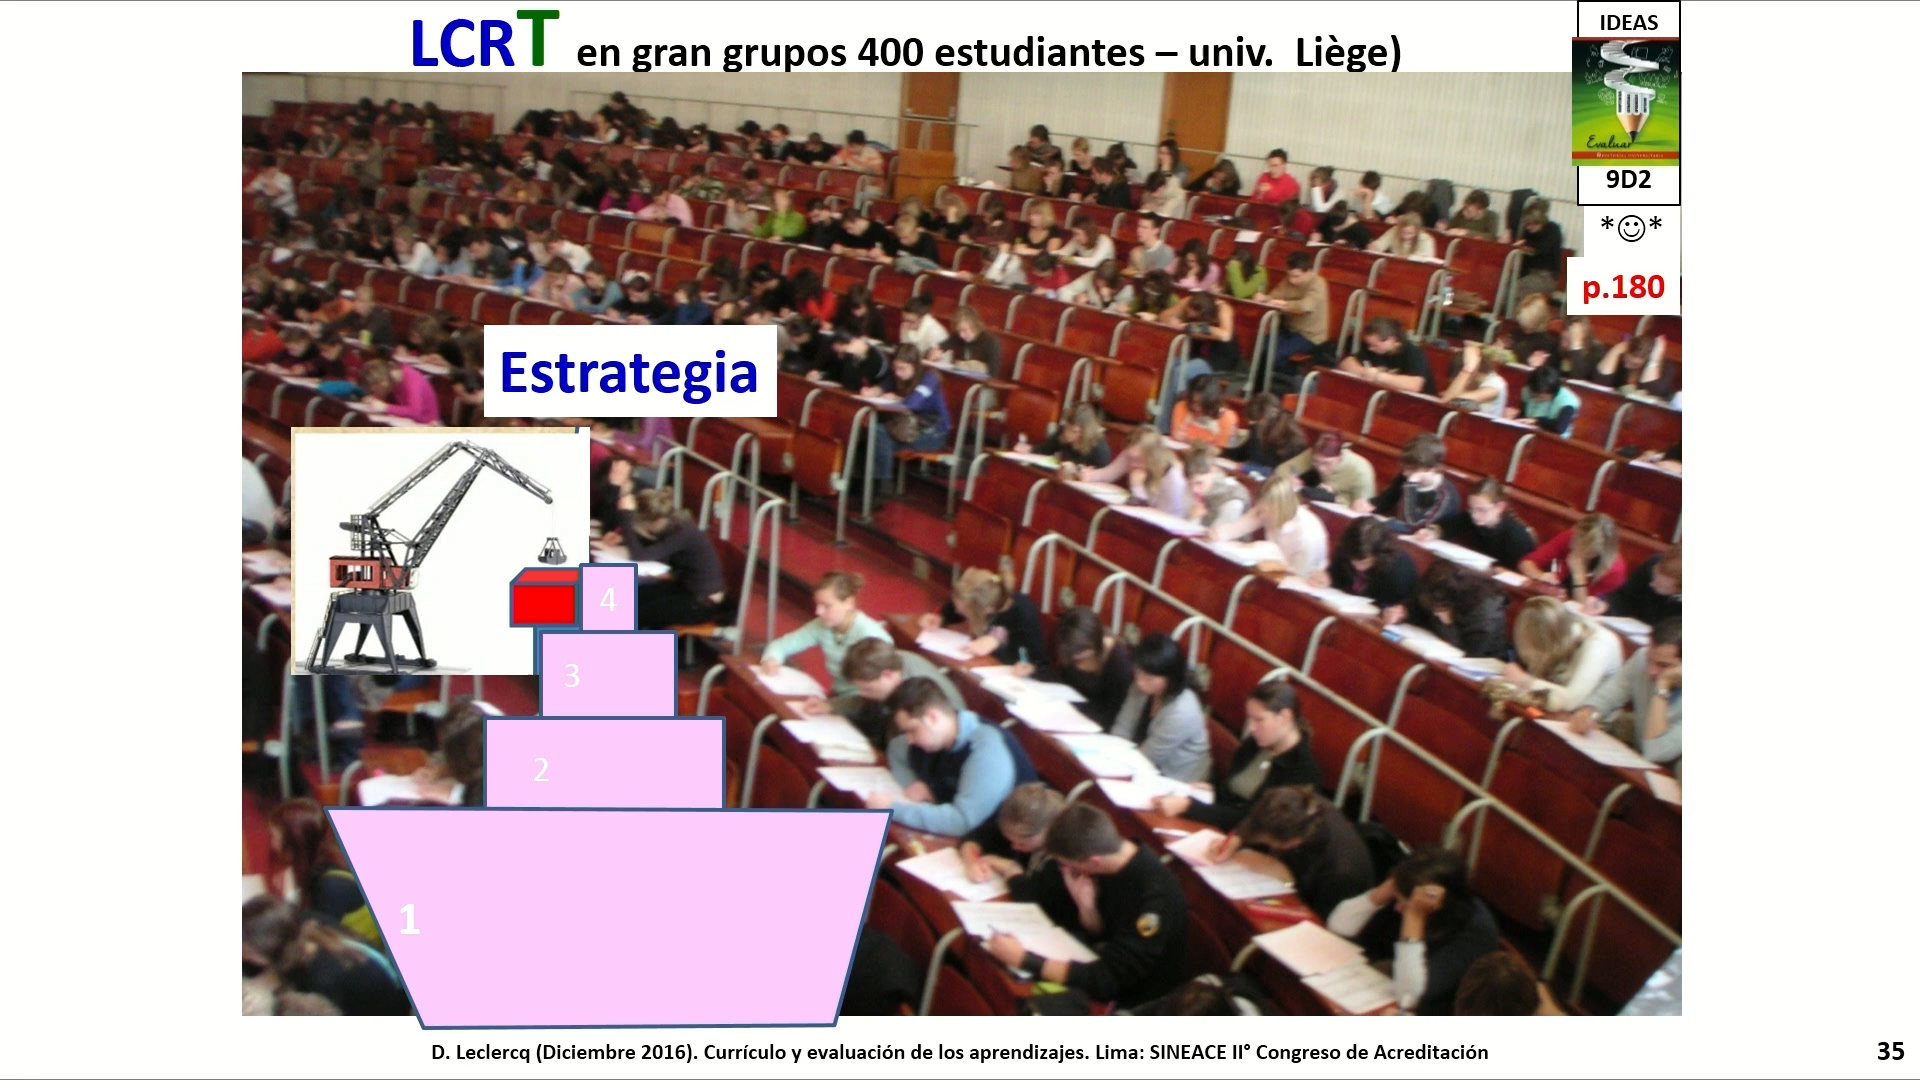 LCRT en gran grupos 400 estudiantes – univ. Liège)
IDEAS
Evaluar
9D2
*☺*
p.180
Estrategia
4
3
2
1
D. Leclercq (Diciembre 2016). Currículo y evaluación de los aprendizajes. Lima: SINEACE II° Congreso de Acreditación
35